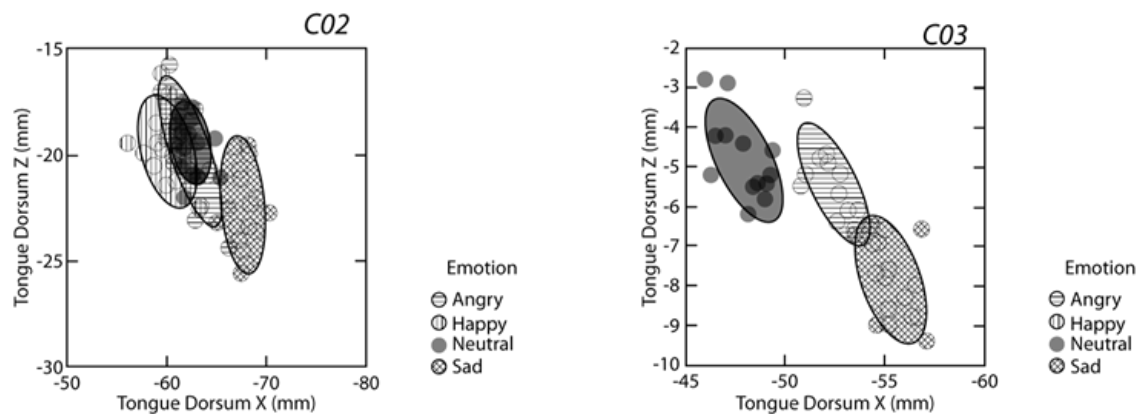 C02
-15
-20
-25
-30
-50 -60 -70 -80
Tongue Dorsum Z (mm)
Tongue Dorsum X (mm)
Emotion
Angry
Happy
Neutral
Sad
C03
-2
-3
-4
-5
-6
-7
-8
-9
-10
-45 -50 -55 -60
Tongue Dorsum Z (mm)
Tongue Dorsum X (mm)
Emotion
Angry
Happy
Neutral
Sad